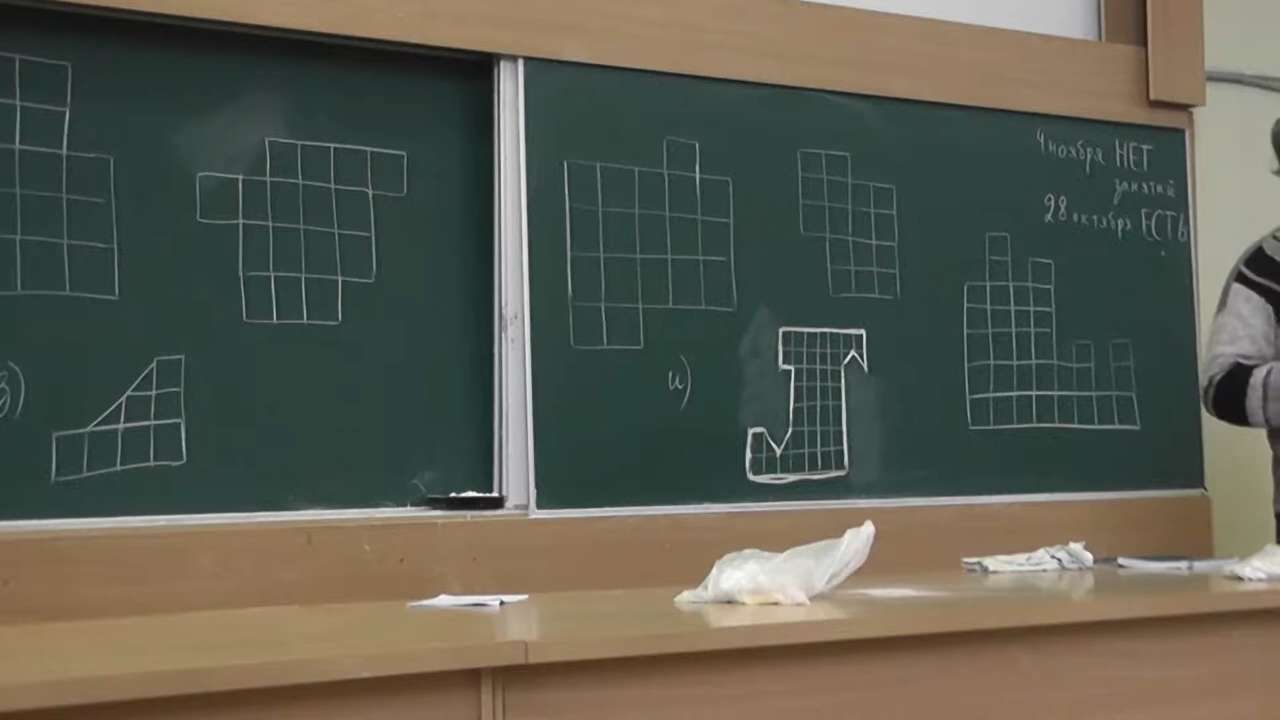 4 ноября НЕТ
занятий
28 октября ЕСТЬ
з)
и)